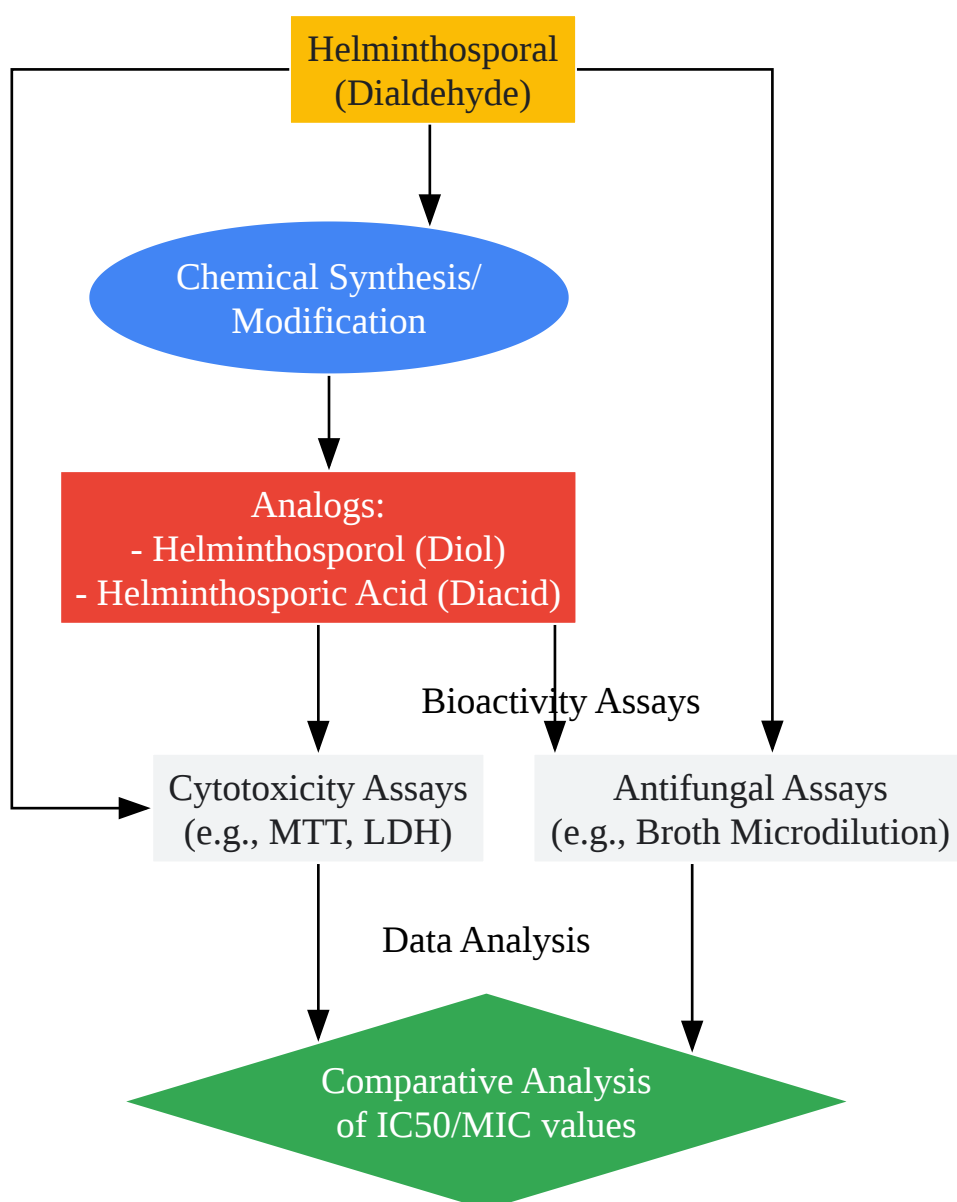 Helminthosporal
(Dialdehyde)
Chemical Synthesis/
Modification
Analogs:
- Helminthosporol (Diol)
- Helminthosporic Acid (Diacid)
Bioactivity Assays
Cytotoxicity Assays
(e.g., MTT, LDH)
Antifungal Assays
(e.g., Broth Microdilution)
Data Analysis
Comparative Analysis
of IC50/MIC values